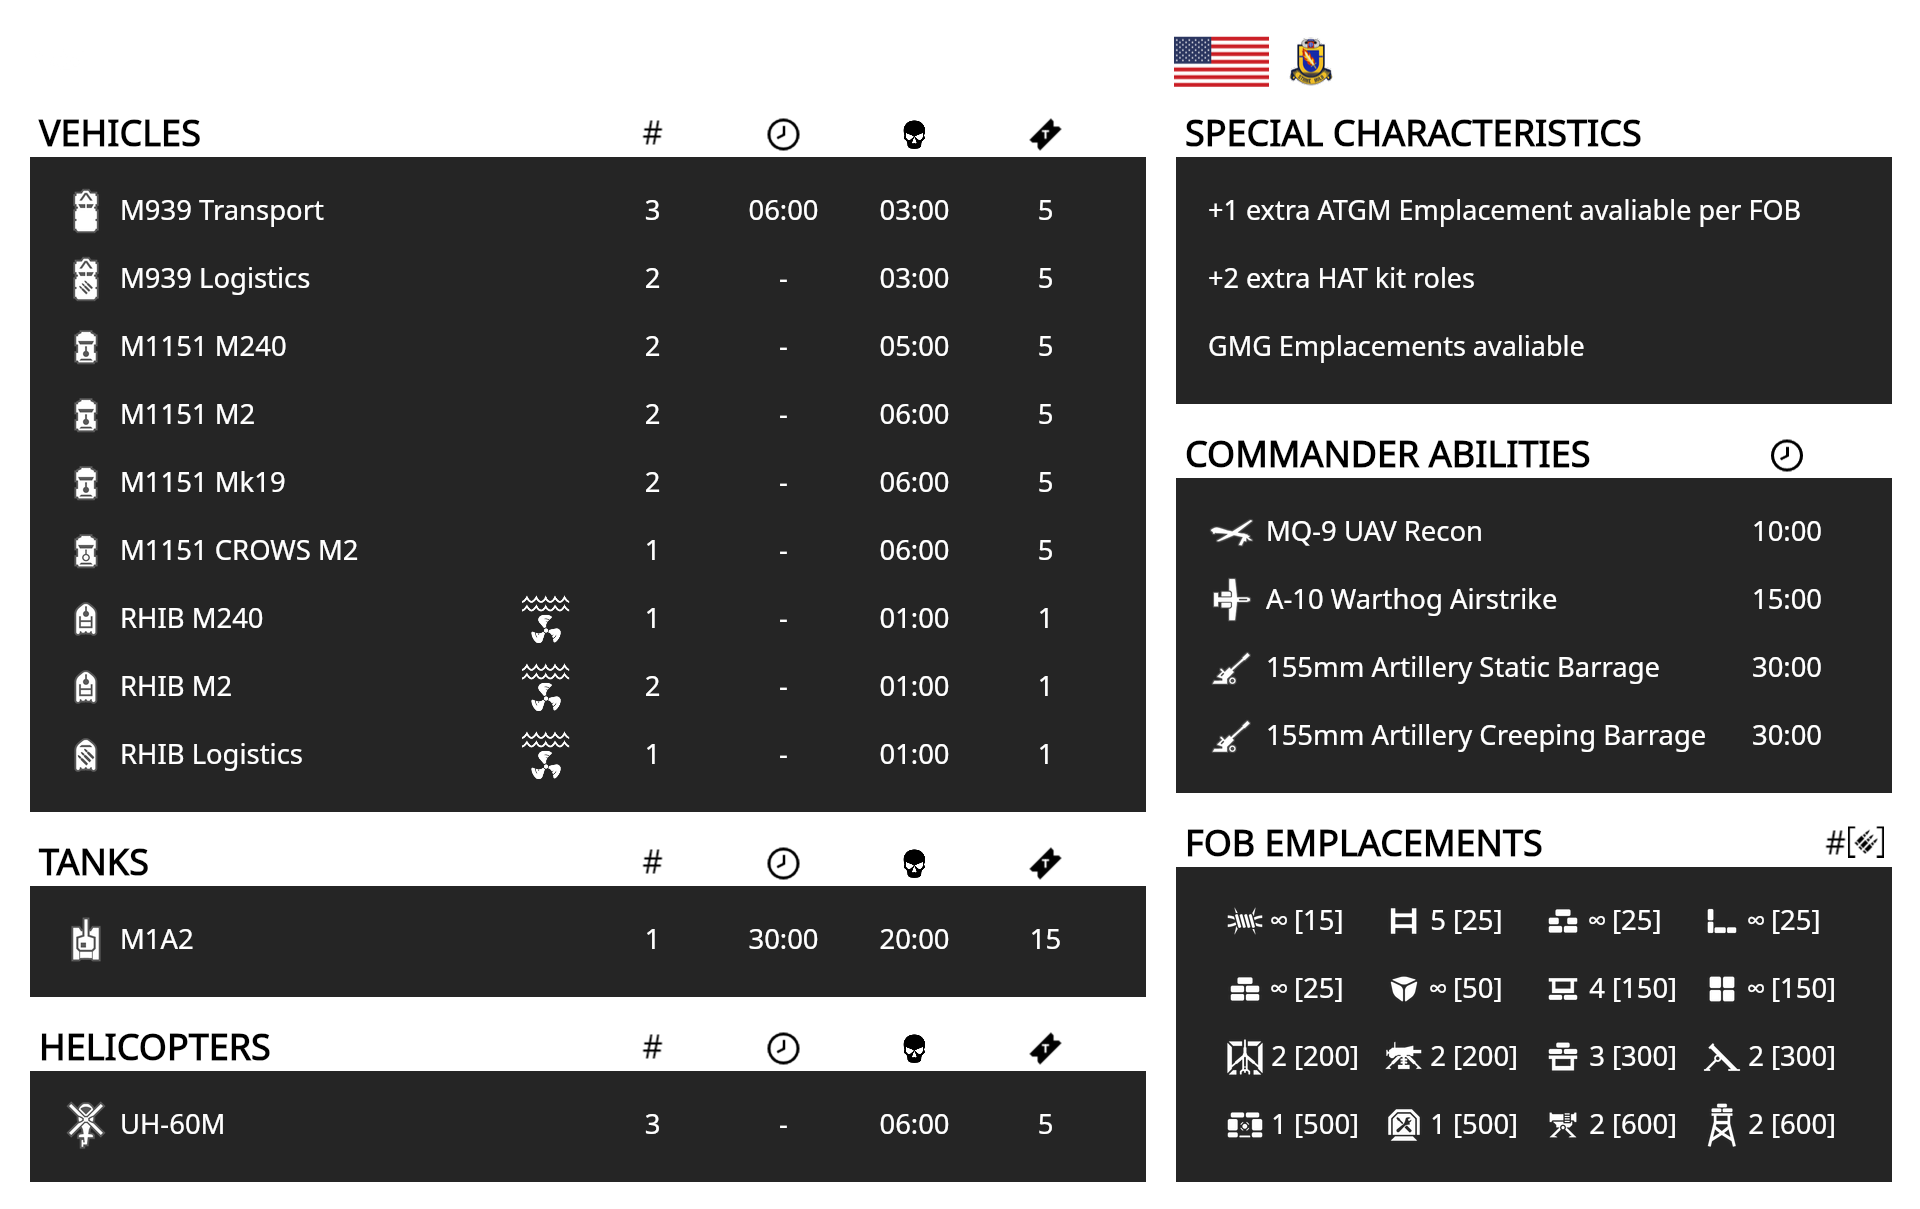 VEHICLES #
M939 Transport 3 06:00 03:00 5
M939 Logistics 2 - 03:00 5
M1151 M240 2 - 05:00 5
M1151 M2 2 - 06:00 5
M1151 Mk19 2 - 06:00 5
M1151 CROWS M2 1 - 06:00 5
RHIB M240 1 - 01:00 1
RHIB M2 2 - 01:00 1
RHIB Logistics 1 - 01:00 1
TANKS #
M1A2 1 30:00 20:00 15
HELICOPTERS #
UH-60M 3 - 06:00 5
SPECIAL CHARACTERISTICS
+1 extra ATGM Emplacement avaliable per FOB
+2 extra HAT kit roles
GMG Emplacements avaliable
COMMANDER ABILITIES
MQ-9 UAV Recon 10:00
A-10 Warthog Airstrike 15:00
155mm Artillery Static Barrage 30:00
155mm Artillery Creeping Barrage 30:00
FOB EMPLACEMENTS #[ ]
∞ [15] 5 [25] ∞ [25] ∞ [25]
∞ [25] ∞ [50] 4 [150] ∞ [150]
2 [200] 2 [200] 3 [300] 2 [300]
1 [500] 1 [500] 2 [600] 2 [600]